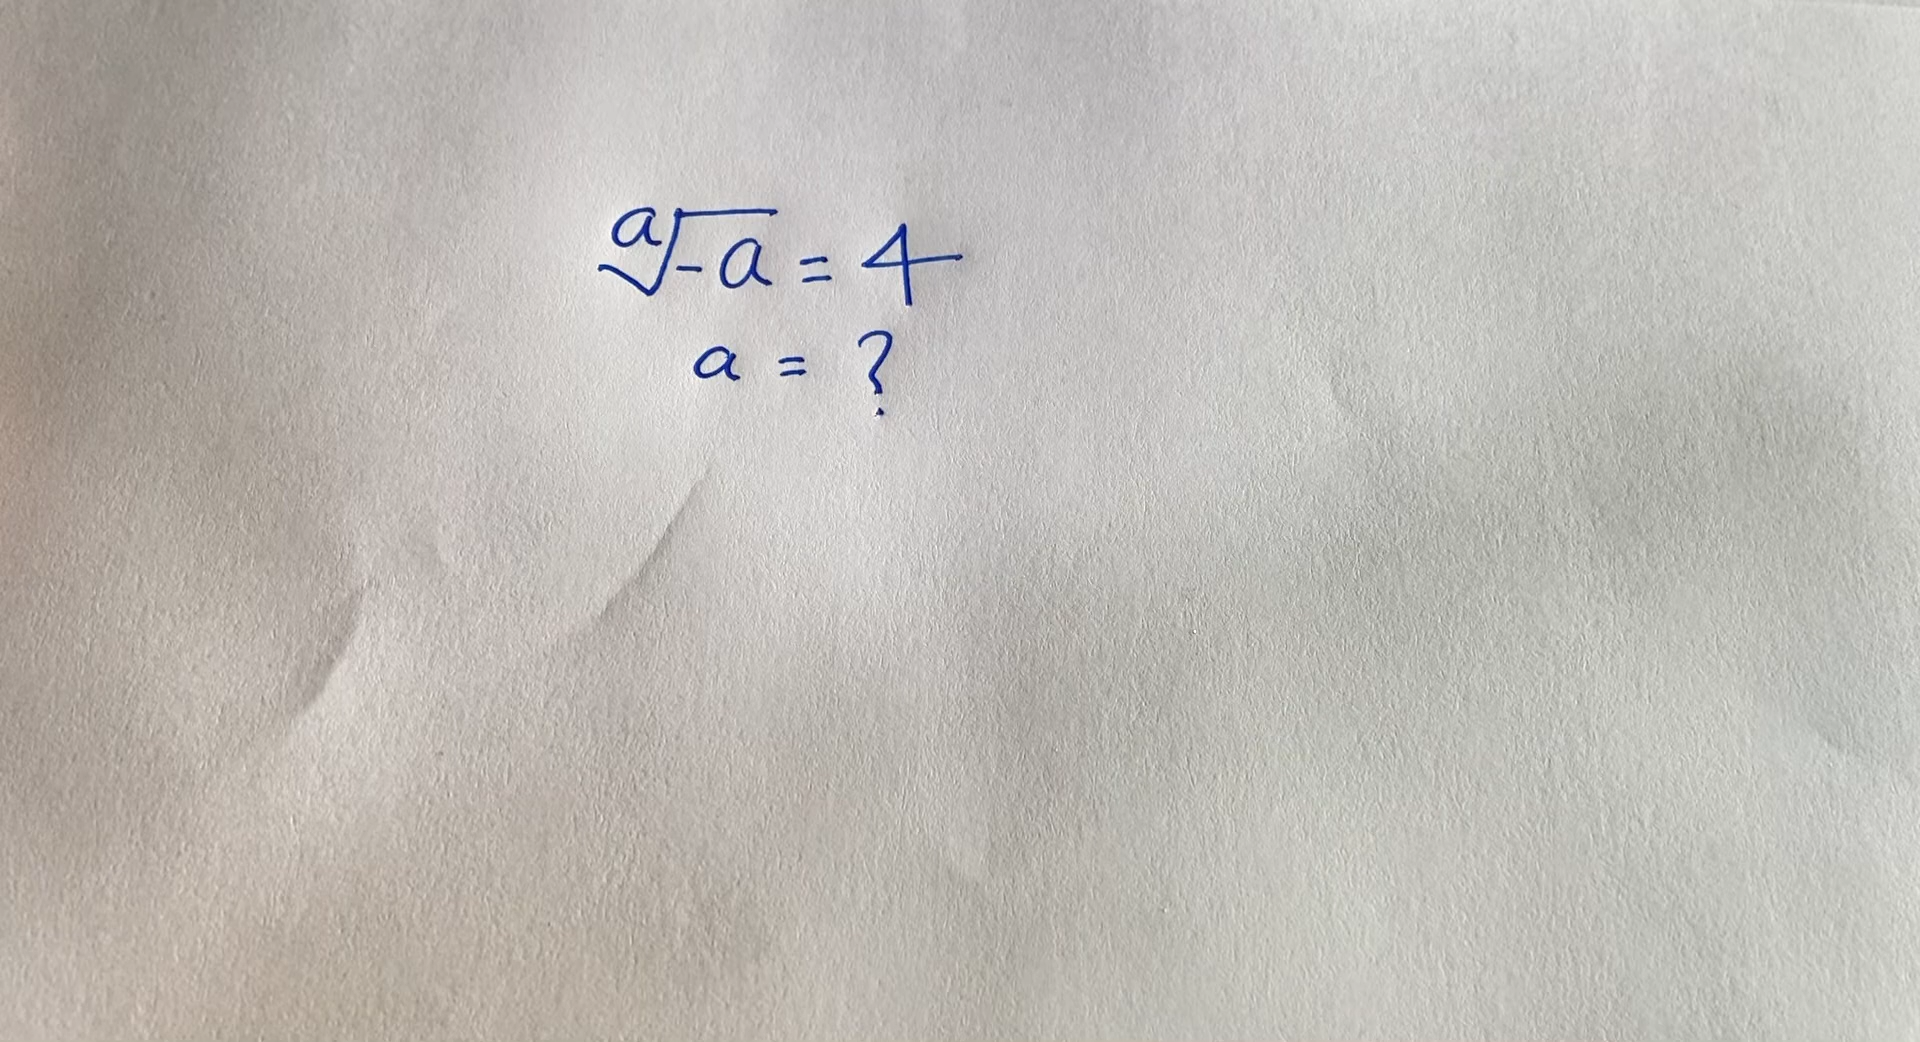 ᵃ√-a = 4
a = ?